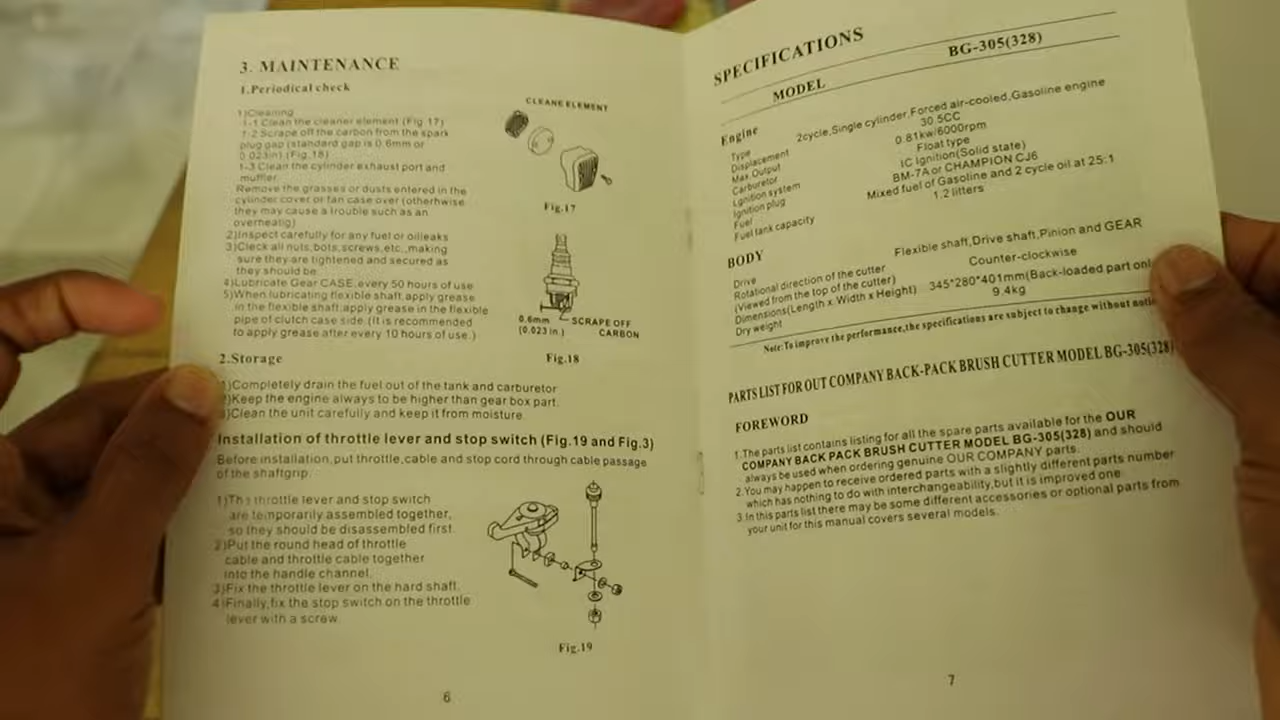 3. MAINTENANCE
1.Periodical check
1)Cleaning
1-1 Clean the cleaner element (Fig.17)
1-2 Scrape off the carbon from the spark
plug gap (standard gap is 0.6mm or
0.023in) (Fig.18)
1-3 Clean the cylinder exhaust port and
muffler.
Remove the grasses or dusts entered in the
cylinder cover or fan case over (otherhwise
they may cause a trouble such as an
overneatig)
2)Inspect carefully for any fuel or oilleaks
3)Cleck all nuts,bots,screws,etc.,making
sure they are tightened and secured as
they should be.
4)Lubricate Gear CASE,every 50 hours of use
5)When lubricating flexible shaft,apply grease
in the flexible shaft,apply grease in the flexible
pipe of clutch case side.(It is recommended
to apply grease after every 10 hours of use.)
CLEANE ELEMENT
Fig.17
0.6mm
(0.023 in.)
SCRAPE OFF
CARBON
Fig.18
2.Storage
1)Completely drain the fuel out of the tank and carburetor
2)Keep the engine always to be higher than gear box part.
3)Clean the unit carefully and keep it from moisture.
Installation of throttle lever and stop switch (Fig.19 and Fig.3)
Before installation,put throttle,cable and stop cord through cable passage
of the shaftgrip.
1)The throttle lever and stop switch
are temporarily assembled together,
so they should be disassembled first.
2)Put the round head of throttle
cable and throttle cable together
into the handle channel.
3)Fix the throttle lever on the hard shaft.
4)Finally,fix the stop switch on the throttle
lever with a screw.
Fig.19
6
SPECIFICATIONS
MODEL BG-305(328)
Engine
Type 2cycle,Single cylinder,Forced air-cooled,Gasoline engine
Displacement 30.5CC
Max.Output 0.81kw/6000rpm
Carburetor Float type
Lgnition system IC Ignition(Solid state)
Ignition plug BM-7A or CHAMPION CJ6
Fuel Mixed fuel of Gasoline and 2 cycle oil at 25:1
Fuel tank capacity 1.2 litters
BODY
Drive Flexible shaft,Drive shaft,Pinion and GEAR
Rotational direction of the cutter Counter-clockwise
(Viewed from the top of the cutter)
Dimensions(Length x Width x Height) 345*280*401mm(Back-loaded part only
Dry weight 9.4kg
Note:To improve the performance,the specifications are subject to change without
PARTS LIST FOR OUT COMPANY BACK-PACK BRUSH CUTTER MODEL BG-305(328)
FOREWORD
1.The parts list contains listing for all the spare parts available for the OUR
COMPANY BACK PACK BRUSH CUTTER MODEL BG-305(328) and should
always be used when ordering genuine OUR COMPANY parts.
2.You may happen to receive ordered parts with a slightly different parts number
which has nothing to do with interchangeability,but it is improved one.
3.In this parts list there may be some different accessories or optional parts from
your unit for this manual covers several models.
7